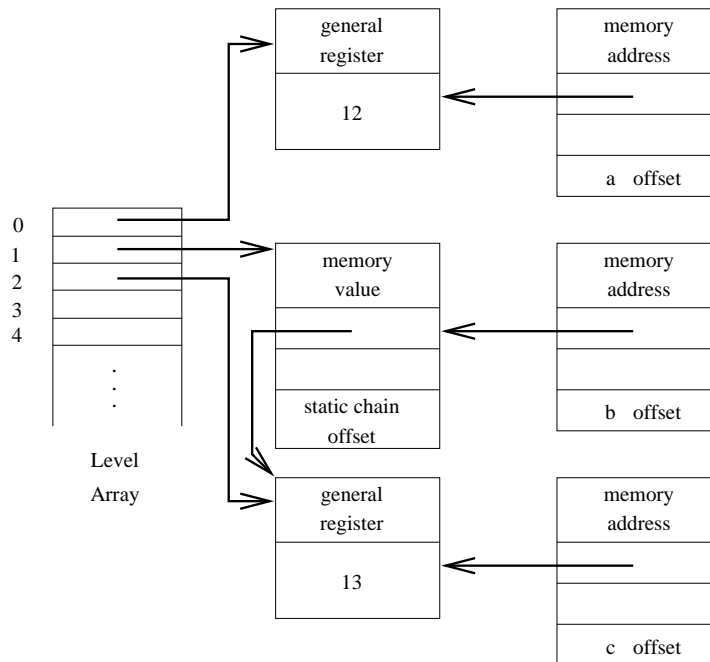 general
register
12
memory
address
a offset
0
1
2
3
4
.
.
.
Level
Array
memory
value
static chain
offset
memory
address
b offset
general
register
13
memory
address
c offset